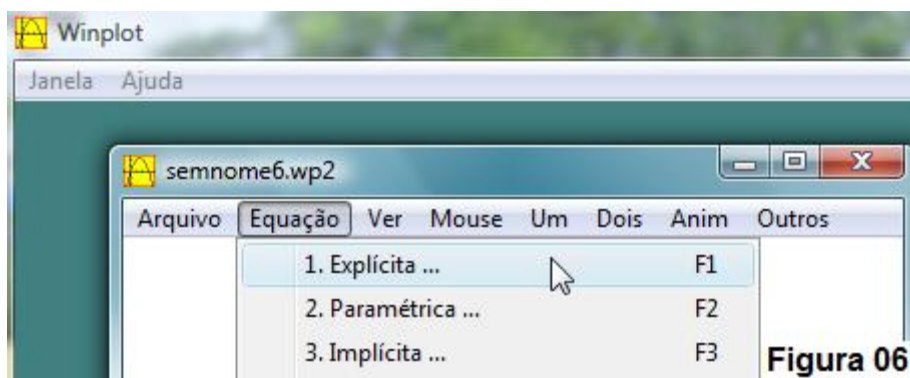 Winplot
Janela Ajuda
semnome6.wp2
Arquivo Equação Ver Mouse Um Dois Anim Outros
1. Explícita ... F1
2. Paramétrica ... F2
3. Implícita ... F3
Figura 06